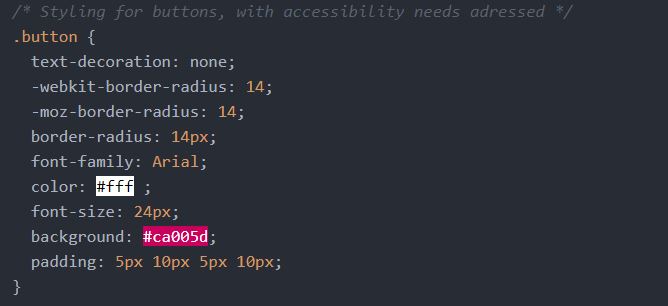 /* Styling for buttons, with accessibility needs adressed */
.button {
  text-decoration: none;
  -webkit-border-radius: 14;
  -moz-border-radius: 14;
  border-radius: 14px;
  font-family: Arial;
  color: #fff ;
  font-size: 24px;
  background: #ca005d;
  padding: 5px 10px 5px 10px;
}